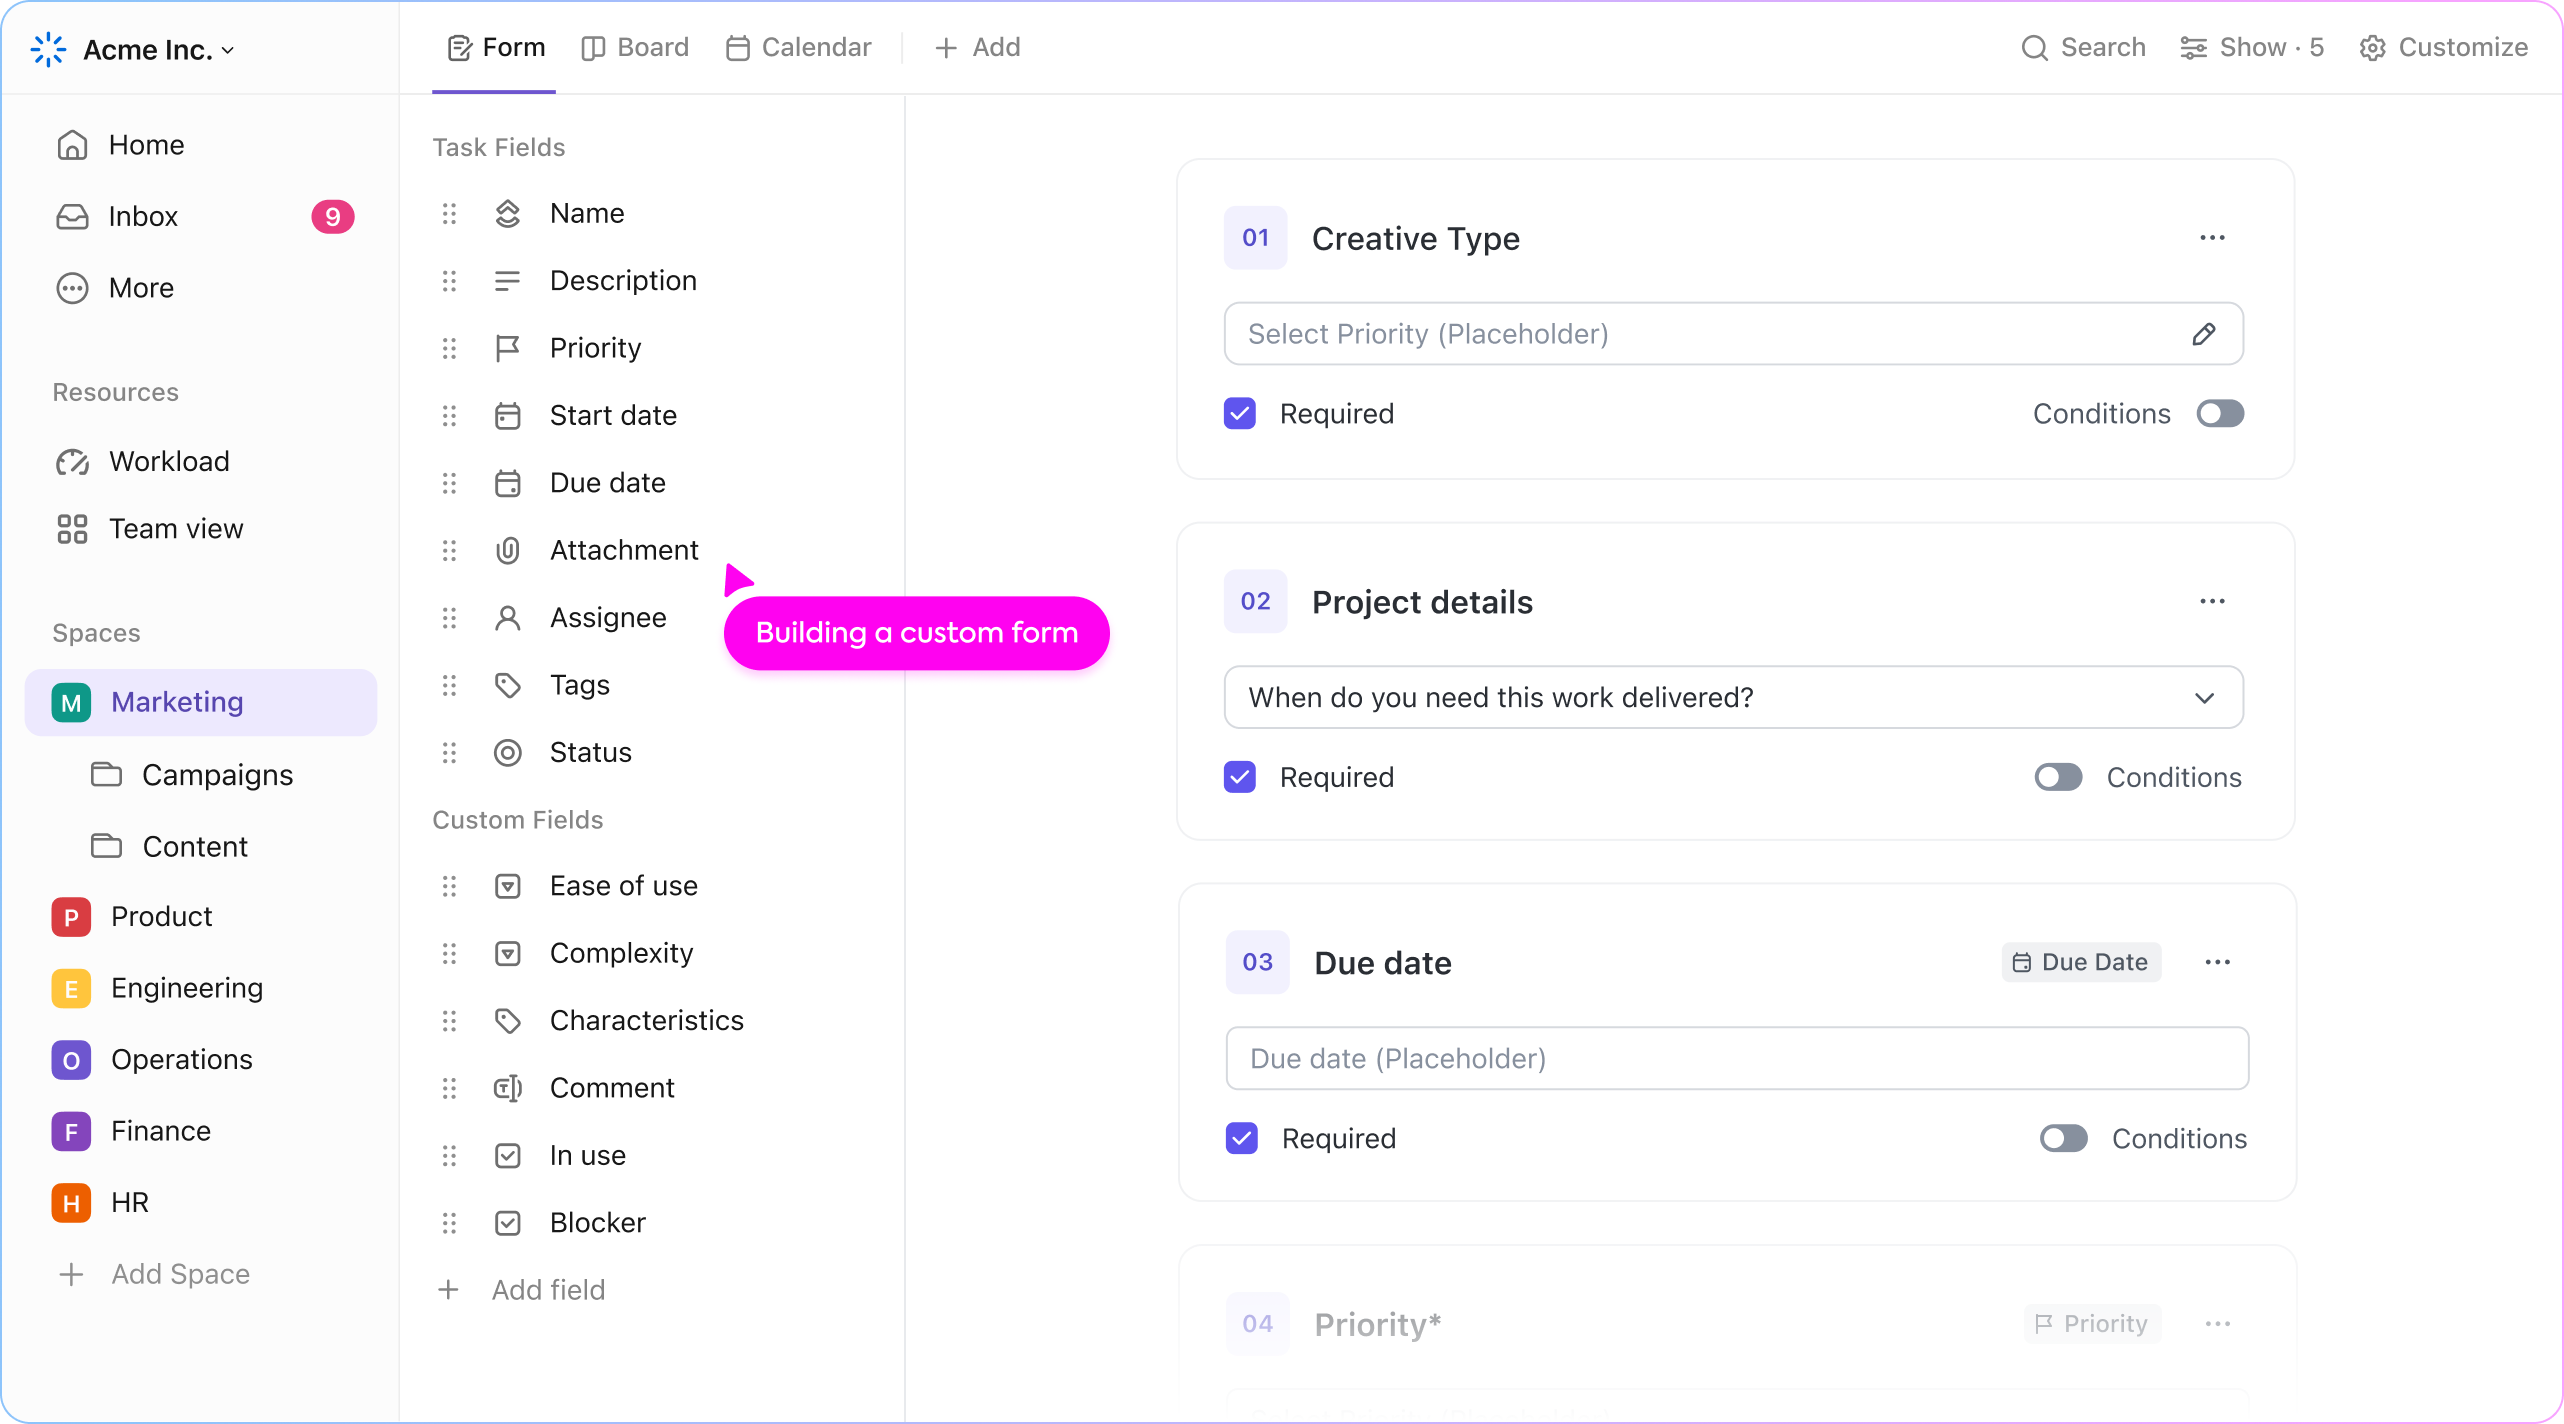 Acme Inc.
Form
Board
Calendar
Add
Search
Show · 5
Customize
Home
Inbox
9
More
Resources
Workload
Team view
Spaces
M
Marketing
Campaigns
Content
P
Product
E
Engineering
O
Operations
F
Finance
H
HR
Add Space
Task Fields
Name
Description
Priority
Start date
Due date
Attachment
Assignee
Tags
Status
Building a custom form
Custom Fields
Ease of use
Complexity
Characteristics
Comment
In use
Blocker
Add field
01
Creative Type
Select Priority (Placeholder)
Required
Conditions
02
Project details
When do you need this work delivered?
Required
Conditions
03
Due date
Due Date
Due date (Placeholder)
Required
Conditions
04
Priority*
Priority